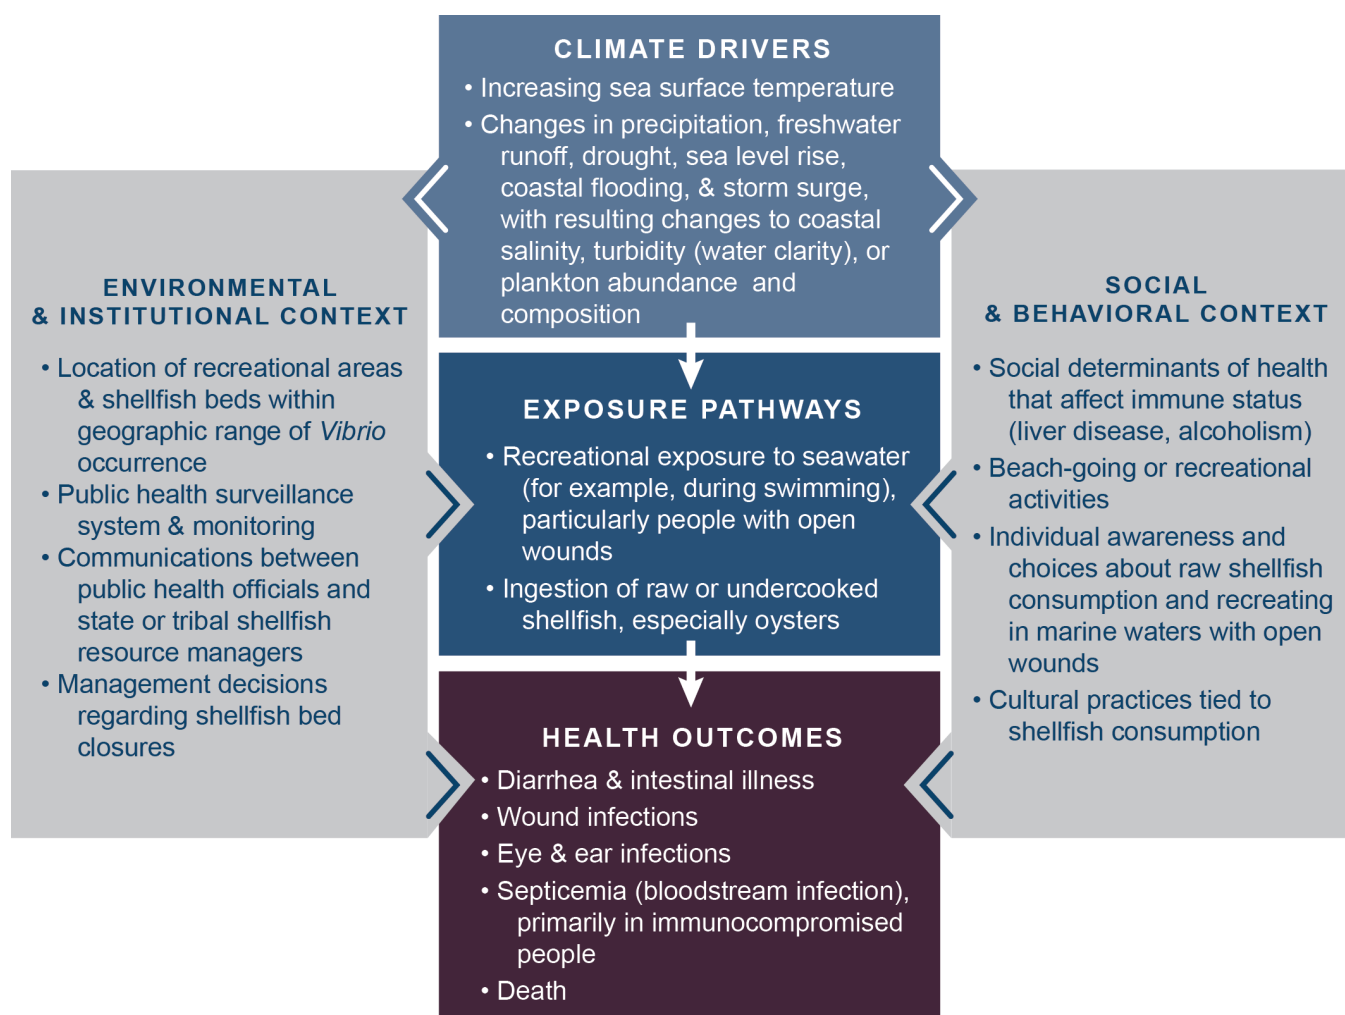 CLIMATE DRIVERS
• Increasing sea surface temperature
• Changes in precipitation, freshwater
runoff, drought, sea level rise,
coastal flooding, & storm surge,
with resulting changes to coastal
salinity, turbidity (water clarity), or
plankton abundance and
composition
ENVIRONMENTAL
& INSTITUTIONAL CONTEXT
• Location of recreational areas
& shellfish beds within
geographic range of Vibrio
occurrence
• Public health surveillance
system & monitoring
• Communications between
public health officials and
state or tribal shellfish
resource managers
• Management decisions
regarding shellfish bed
closures
EXPOSURE PATHWAYS
• Recreational exposure to seawater
(for example, during swimming),
particularly people with open
wounds
• Ingestion of raw or undercooked
shellfish, especially oysters
SOCIAL
& BEHAVIORAL CONTEXT
• Social determinants of health
that affect immune status
(liver disease, alcoholism)
• Beach-going or recreational
activities
• Individual awareness and
choices about raw shellfish
consumption and recreating
in marine waters with open
wounds
• Cultural practices tied to
shellfish consumption
HEALTH OUTCOMES
• Diarrhea & intestinal illness
• Wound infections
• Eye & ear infections
• Septicemia (bloodstream infection),
primarily in immunocompromised
people
• Death